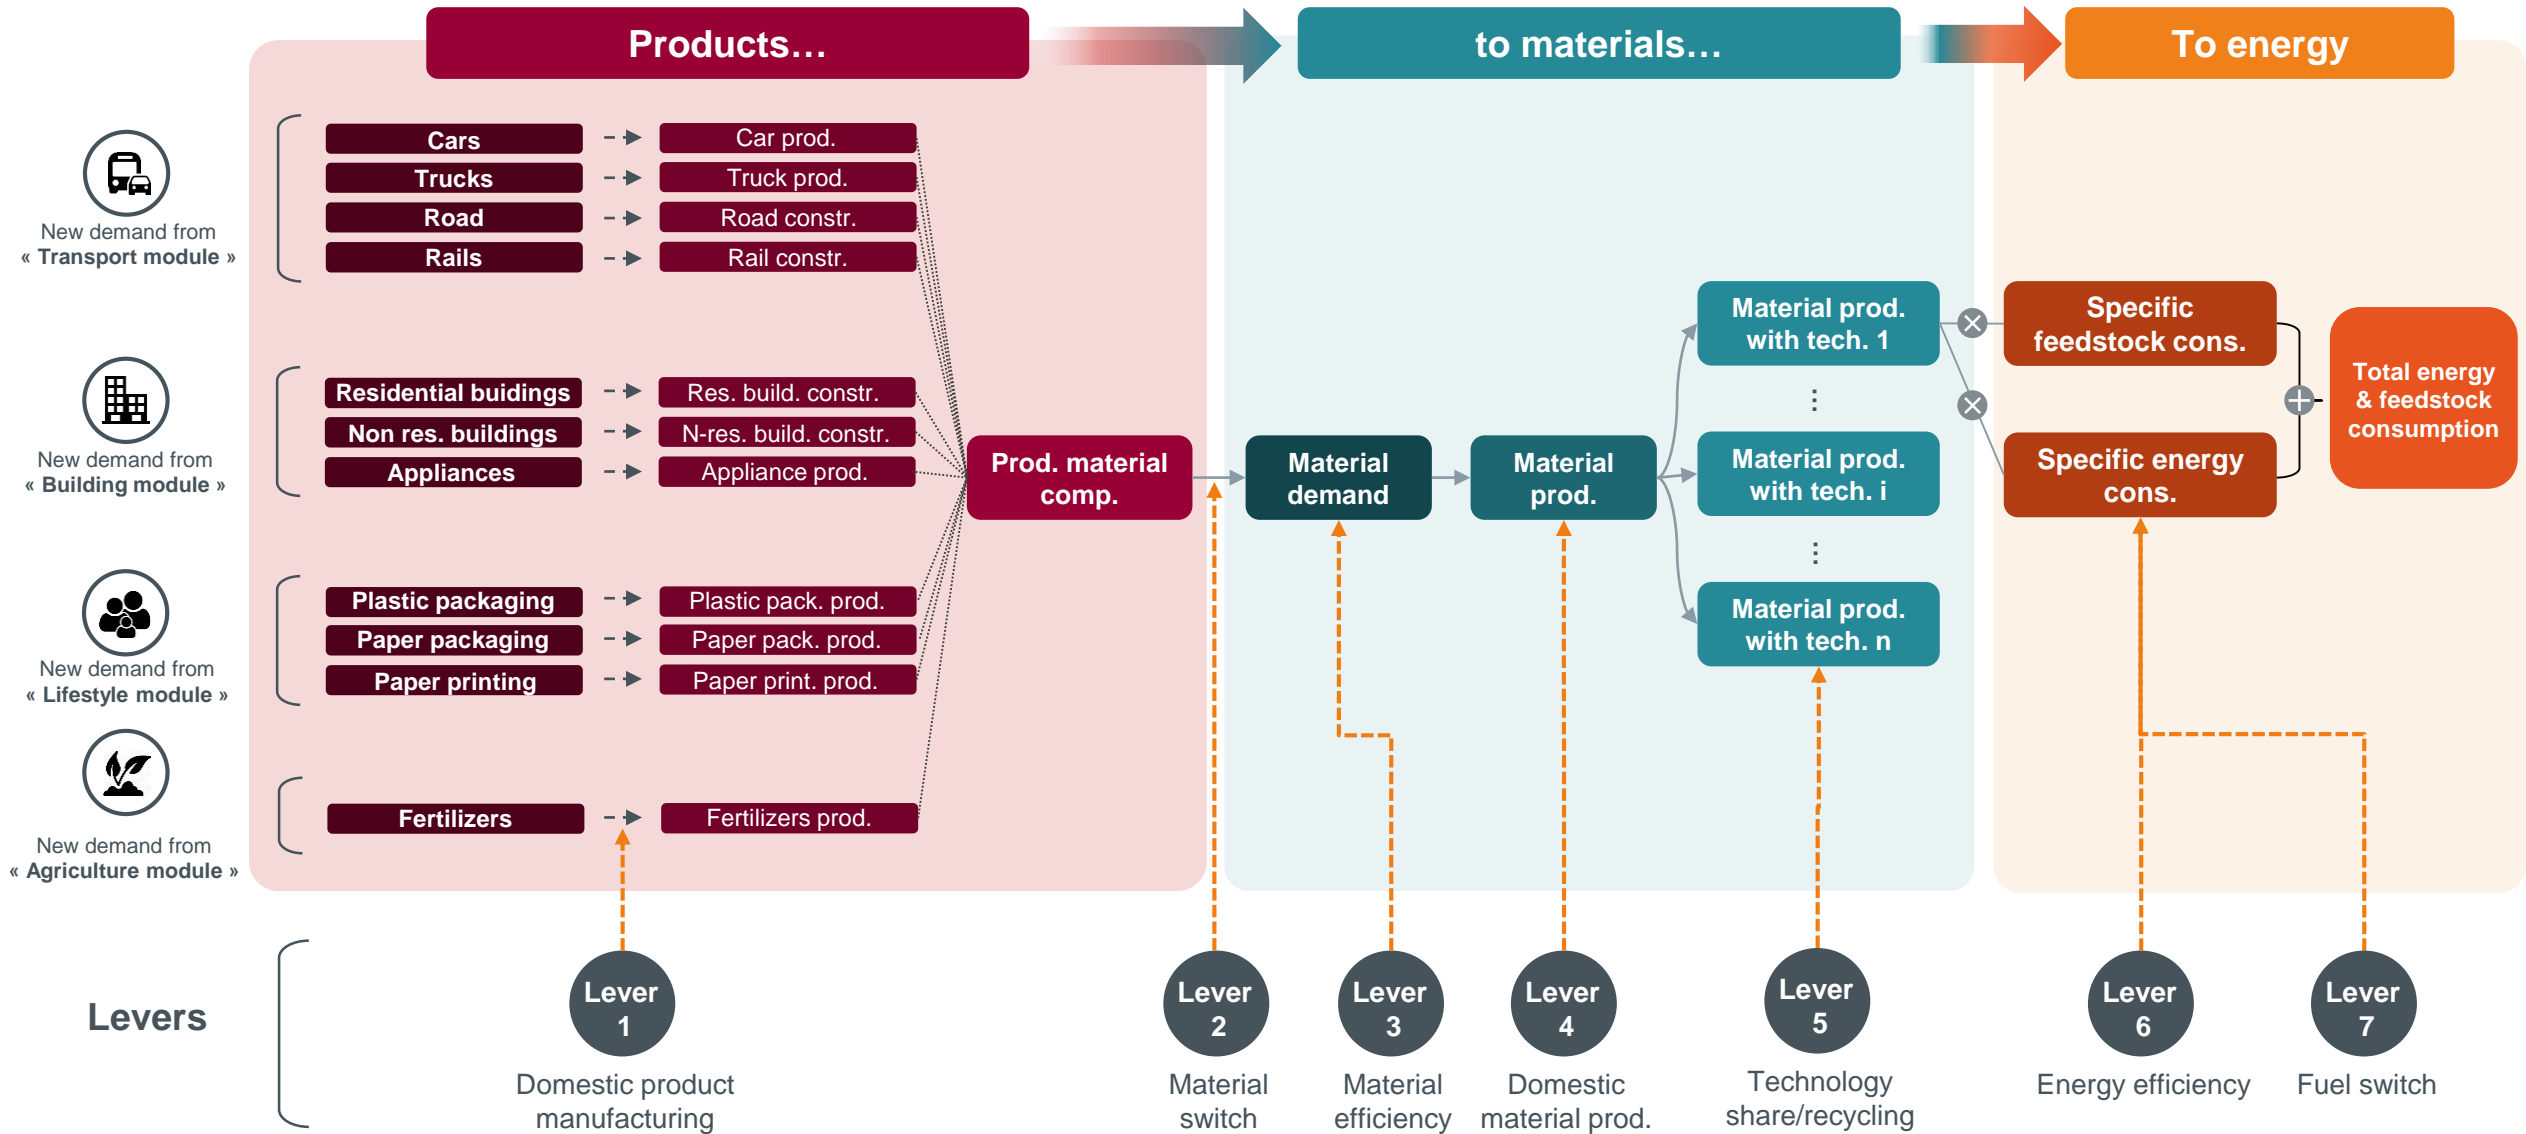 Products…
to materials…
To energy
New demand from
« Transport module »
Cars
Car prod.
Trucks
Truck prod.
Road
Road constr.
Rails
Rail constr.
New demand from
« Building module »
Residential buidings
Res. build. constr.
Non res. buildings
N-res. build. constr.
Appliances
Appliance prod.
New demand from
« Lifestyle module »
Plastic packaging
Plastic pack. prod.
Paper packaging
Paper pack. prod.
Paper printing
Paper print. prod.
New demand from
« Agriculture module »
Fertilizers
Fertilizers prod.
Prod. material
comp.
Material
demand
Material
prod.
Material prod.
with tech. 1
⋮
Material prod.
with tech. i
⋮
Material prod.
with tech. n
Specific
feedstock cons.
Specific energy
cons.
Total energy
& feedstock
consumption
Levers
Lever
1
Domestic product
manufacturing
Lever
2
Material
switch
Lever
3
Material
efficiency
Lever
4
Domestic
material prod.
Lever
5
Technology
share/recycling
Lever
6
Energy efficiency
Lever
7
Fuel switch